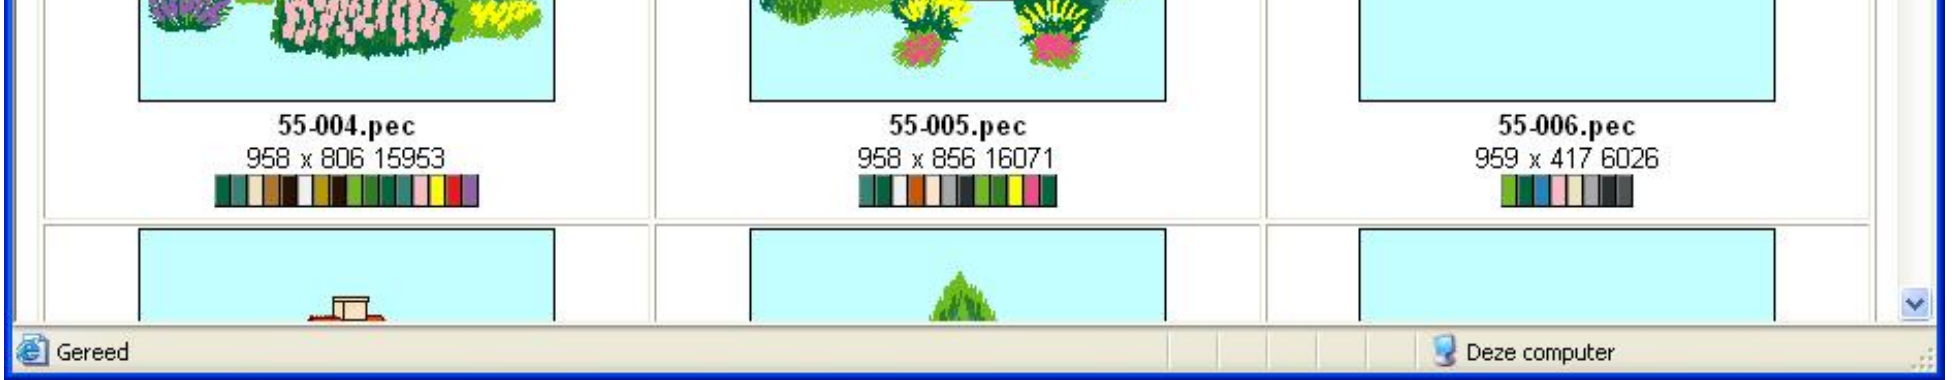 55-004.pec
958 x 806 15953
55-005.pec
958 x 856 16071
55-006.pec
959 x 417 6026
Gereed
Deze computer